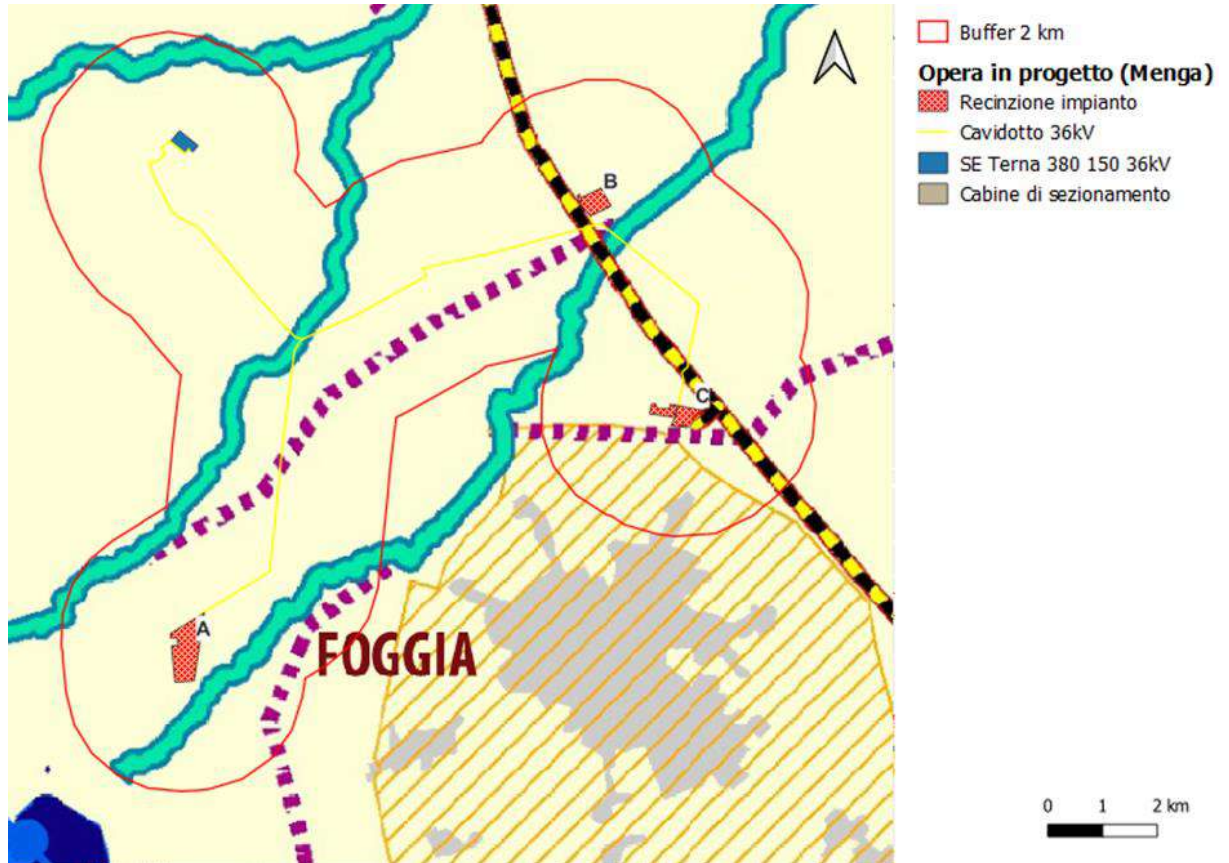 Buffer 2 km
Opera in progetto (Menga)
Recinzione impianto
Cavidotto 36kV
SE Terna 380 150 36kV
Cabine di sezionamento
B
C
A
FOGGIA
0 1 2 km